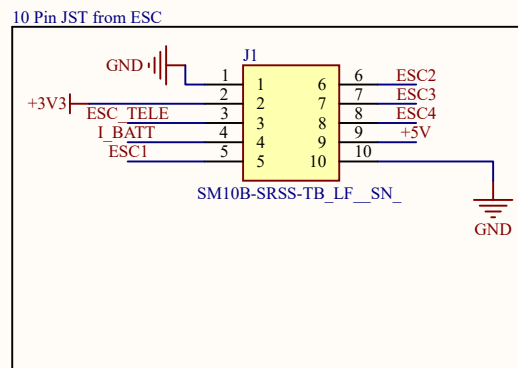 10 Pin JST from ESC
J1
GND
1 1 6 6 ESC2
+3V3 2 2 7 7 ESC3
ESC_TELE 3 3 8 8 ESC4
I_BATT 4 4 9 9 +5V
ESC1 5 5 10 10
SM10B-SRSS-TB_LF__SN_
GND